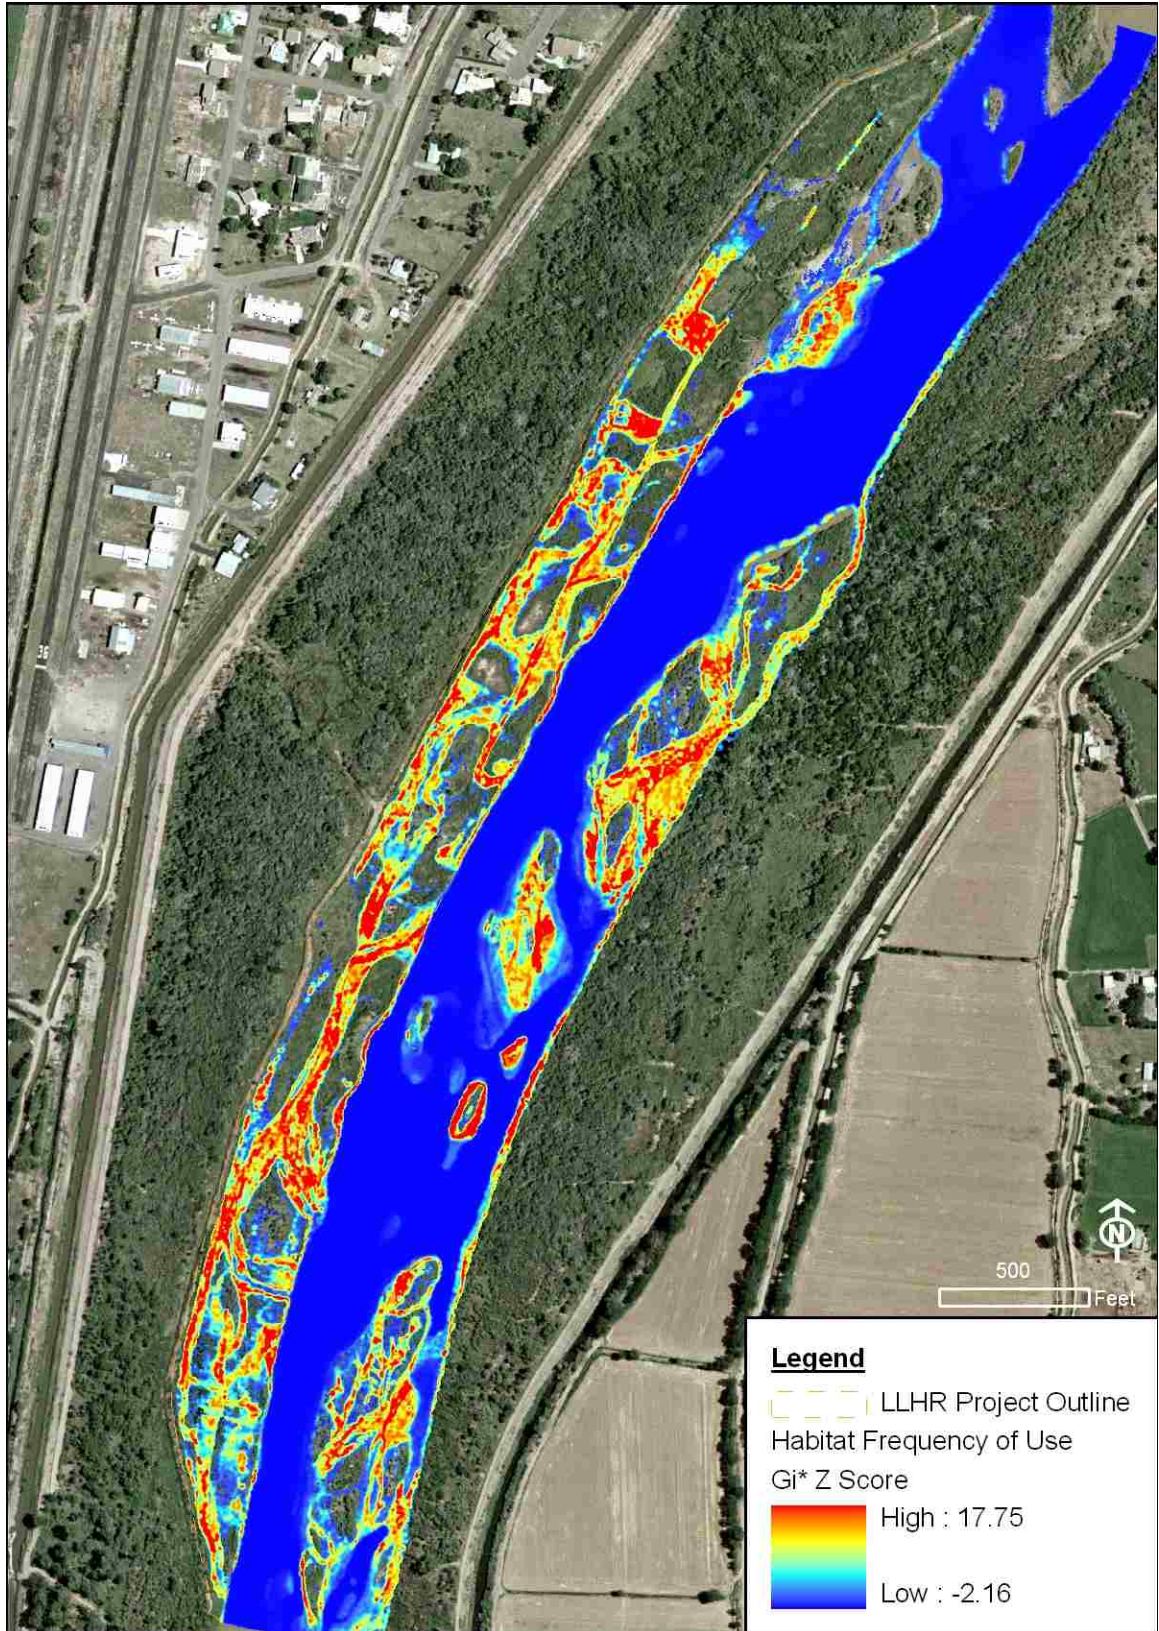 N
500
Feet
Legend
LLHR Project Outline
Habitat Frequency of Use
Gi* Z Score
High : 17.75
Low : -2.16